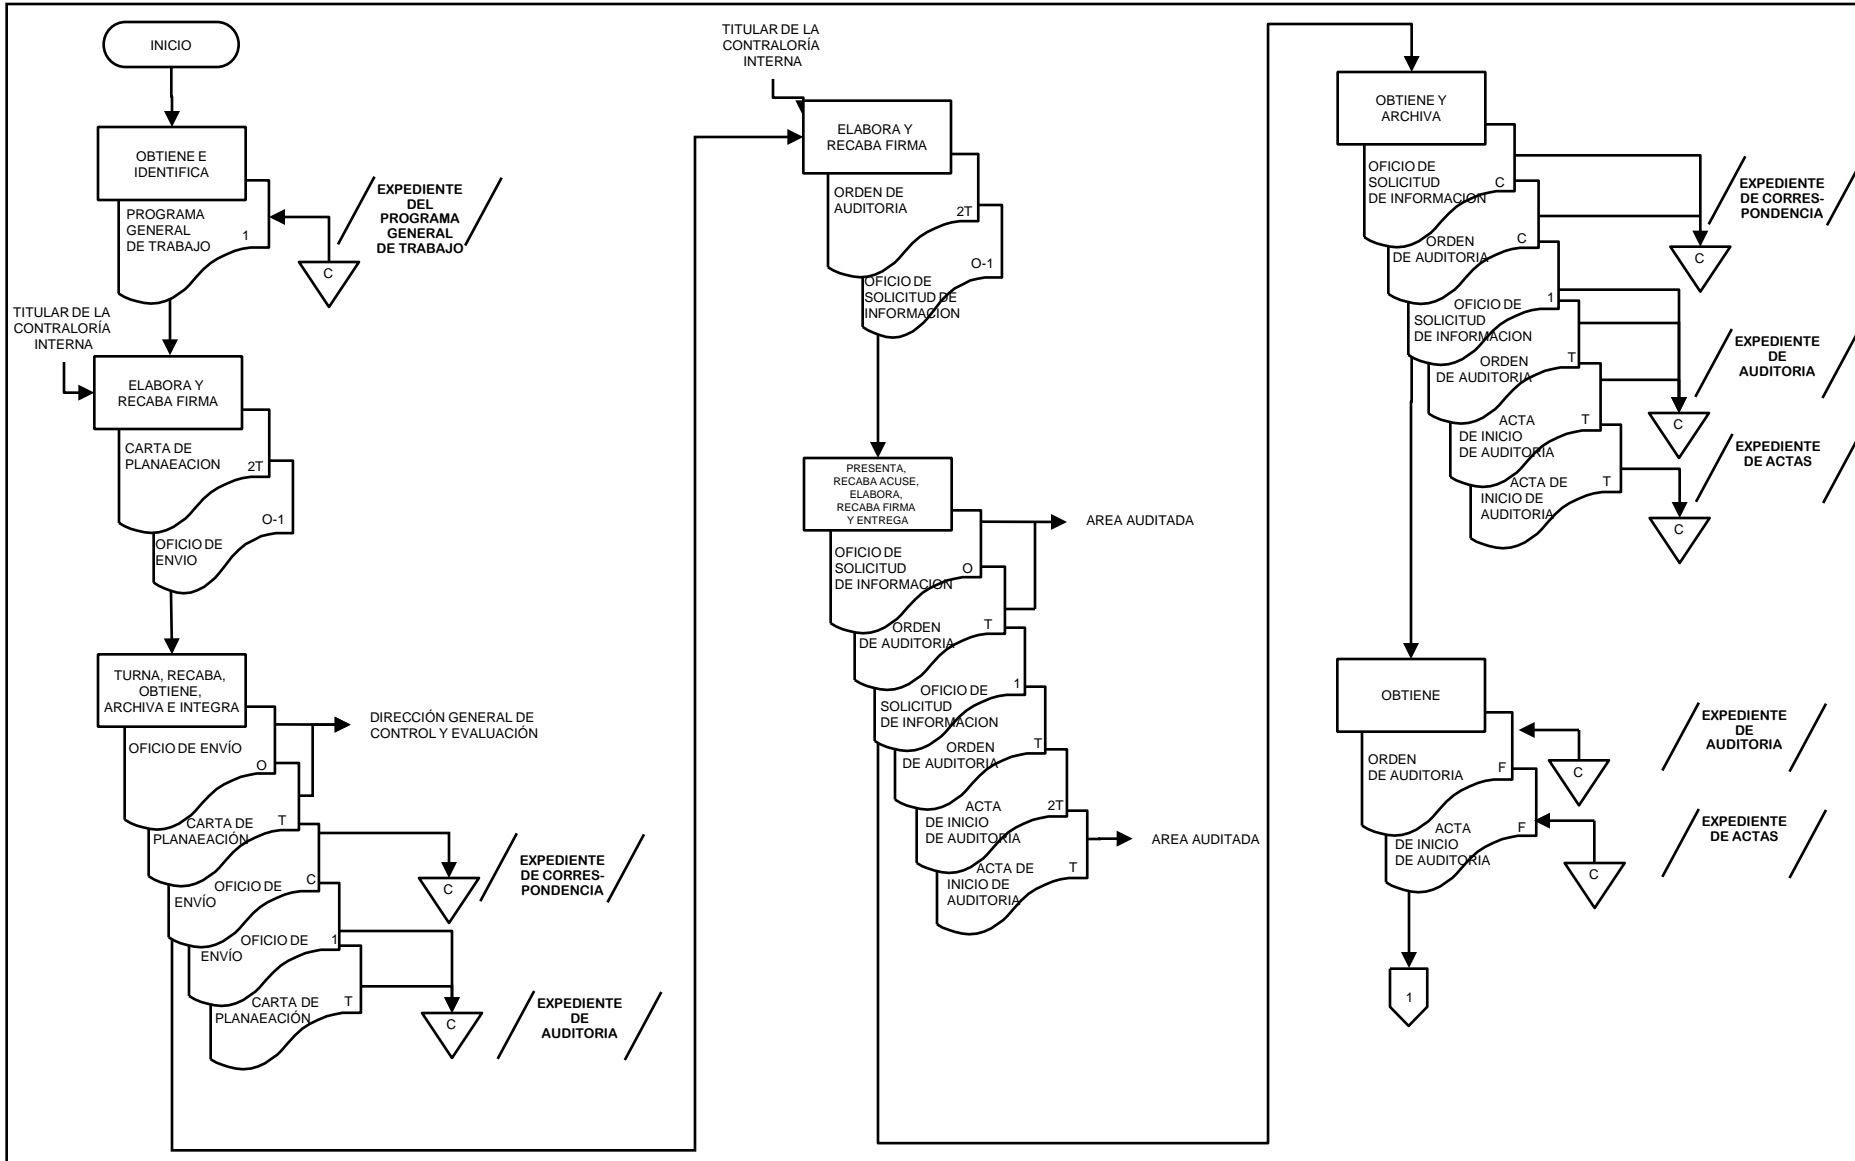 INICIO
OBTIENE E
IDENTIFICA
PROGRAMA
GENERAL
DE TRABAJO
1
C
EXPEDIENTE
DEL
PROGRAMA
GENERAL
DE TRABAJO
TITULAR DE LA
CONTRALORÍA
INTERNA
ELABORA Y
RECABA FIRMA
CARTA DE
PLANAEACION
2T
O-1
OFICIO DE
ENVIO
TURNA, RECABA,
OBTIENE,
ARCHIVA E INTEGRA
OFICIO DE ENVÍO
O
DIRECCIÓN GENERAL DE
CONTROL Y EVALUACIÓN
CARTA DE
PLANAEACIÓN
T
OFICIO DE
ENVÍO
C
C
EXPEDIENTE
DE CORRES-
PONDENCIA
OFICIO DE
ENVÍO
1
CARTA DE
PLANAEACIÓN
T
C
EXPEDIENTE
DE
AUDITORIA
TITULAR DE LA
CONTRALORÍA
INTERNA
ELABORA Y
RECABA FIRMA
ORDEN DE
AUDITORIA
2T
O-1
OFICIO DE
SOLICITUD DE
INFORMACION
PRESENTA,
RECABA ACUSE,
ELABORA,
RECABA FIRMA
Y ENTREGA
OFICIO DE
SOLICITUD
DE INFORMACION
O
AREA AUDITADA
ORDEN
DE AUDITORIA
T
OFICIO DE
SOLICITUD
DE INFORMACION
1
ORDEN
DE AUDITORIA
T
ACTA
DE INICIO
DE AUDITORIA
2T
AREA AUDITADA
ACTA DE
INICIO DE
AUDITORIA
T
OBTIENE Y
ARCHIVA
OFICIO DE
SOLICITUD
DE INFORMACION
C
EXPEDIENTE
DE CORRES-
PONDENCIA
C
ORDEN
DE AUDITORIA
C
OFICIO DE
SOLICITUD
DE INFORMACION
1
ORDEN
DE AUDITORIA
T
EXPEDIENTE
DE
AUDITORIA
C
ACTA
DE INICIO
DE AUDITORIA
T
EXPEDIENTE
DE ACTAS
ACTA DE
INICIO DE
AUDITORIA
T
C
OBTIENE
ORDEN
DE AUDITORIA
F
C
EXPEDIENTE
DE
AUDITORIA
ACTA
DE INICIO
DE AUDITORIA
F
C
EXPEDIENTE
DE ACTAS
1